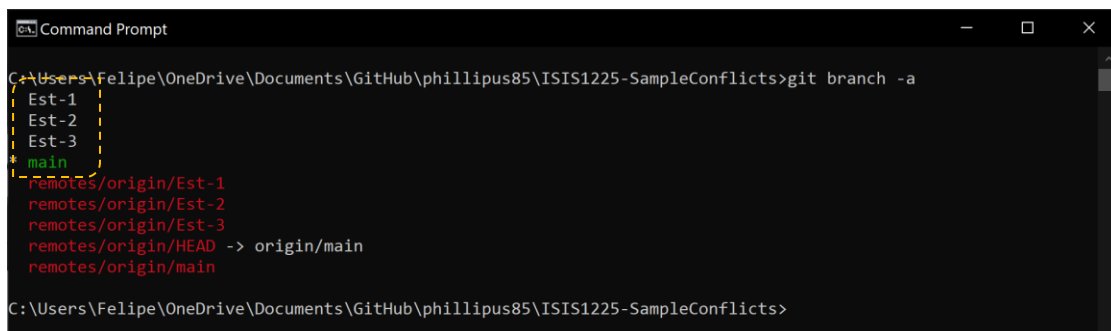 Command Prompt
C:\Users\Felipe\OneDrive\Documents\GitHub\phillipus85\ISIS1225-SampleConflicts>git branch -a
Est-1
Est-2
Est-3
* main
remotes/origin/Est-1
remotes/origin/Est-2
remotes/origin/Est-3
remotes/origin/HEAD -> origin/main
remotes/origin/main
C:\Users\Felipe\OneDrive\Documents\GitHub\phillipus85\ISIS1225-SampleConflicts>